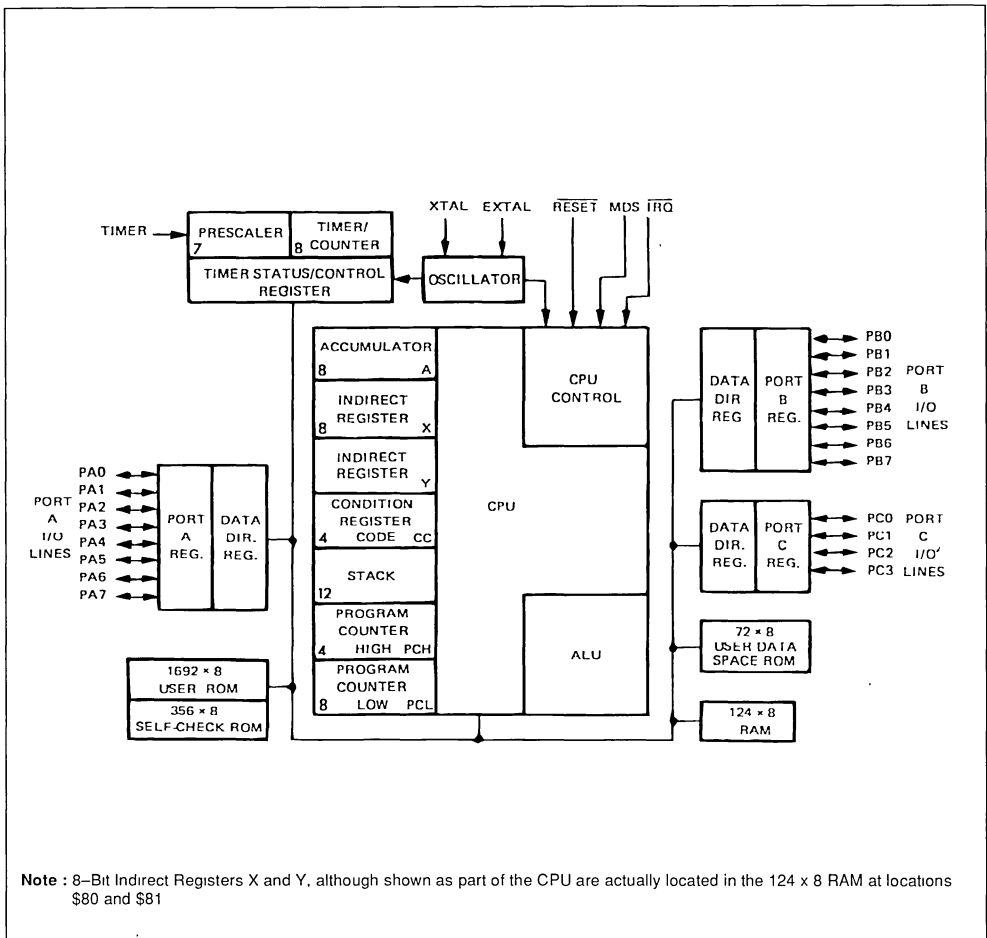 XTAL EXTAL RESET MDS IRQ
TIMER
PRESCALER
7
TIMER/
8 COUNTER
TIMER STATUS/CONTROL
REGISTER
OSCILLATOR
ACCUMULATOR
8 A
INDIRECT
REGISTER
8 X
INDIRECT
REGISTER
Y
CONDITION
REGISTER
4 CODE CC
STACK
12
PROGRAM
COUNTER
4 HIGH PCH
PROGRAM
COUNTER
8 LOW PCL
CPU
CPU
CONTROL
ALU
PORT
A
I/O
LINES
PA0
PA1
PA2
PA3
PA4
PA5
PA6
PA7
PORT
A
REG.
DATA
DIR.
REG.
1692 × 8
USER ROM
356 × 8
SELF-CHECK ROM
DATA
DIR
REG
PORT
B
REG.
PB0
PB1
PB2
PB3
PB4
PB5
PB6
PB7
PORT
B
I/O
LINES
DATA
DIR.
REG.
PORT
C
REG.
PC0
PC1
PC2
PC3
PORT
C
I/O
LINES
72 × 8
USER DATA
SPACE ROM
124 × 8
RAM
Note : 8–Bit Indirect Registers X and Y, although shown as part of the CPU are actually located in the 124 x 8 RAM at locations
$80 and $81